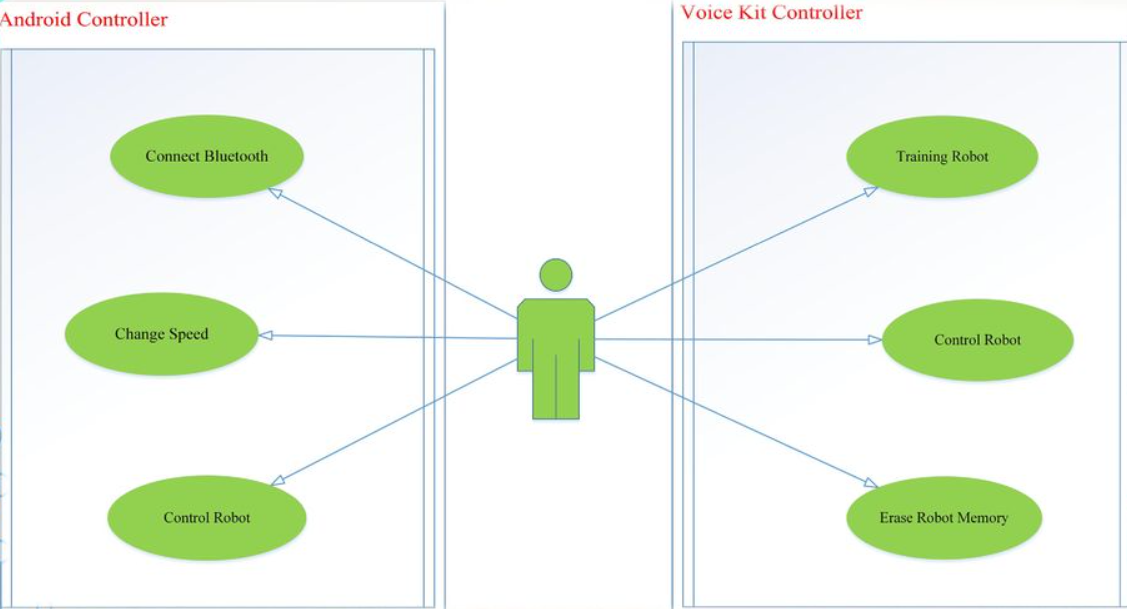 Android Controller
Voice Kit Controller
Connect Bluetooth
Training Robot
Change Speed
Control Robot
Control Robot
Erase Robot Memory